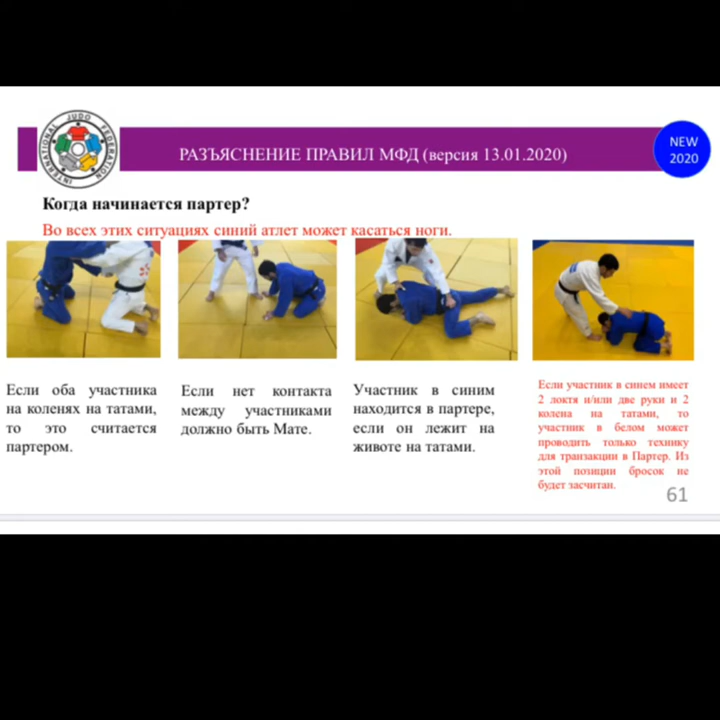 INTERNATIONAL JUDO FEDERATION
РАЗЪЯСНЕНИЕ ПРАВИЛ МФД (версия 13.01.2020)
NEW
2020
Когда начинается партер?
Во всех этих ситуациях синий атлет может касаться ноги.
Если оба участника
на коленях на татами,
то это считается
партером.
Если нет контакта
между участниками
должно быть Мате.
Участник в синим
находится в партере,
если он лежит на
животе на татами.
Если участник в синем имеет
2 локтя и/или две руки и 2
колена на татами, то
участник в белом может
проводить только технику
для транзакции в Партер. Из
этой позиции бросок не
будет засчитан.
61